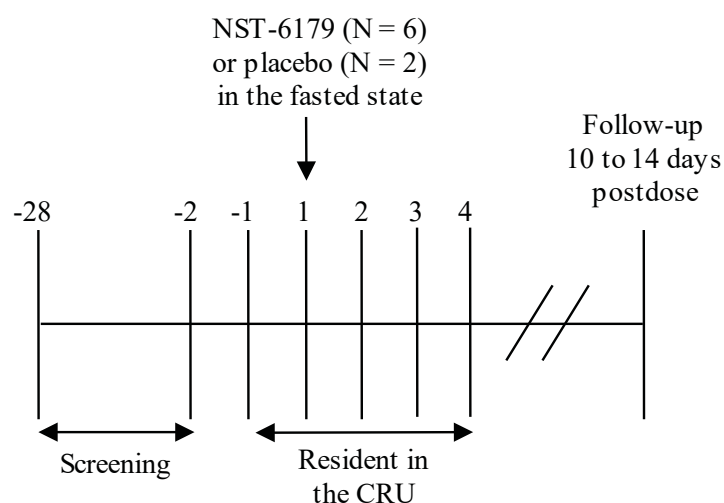 NST-6179 (N = 6)
or placebo (N = 2)
in the fasted state
Follow-up
10 to 14 days
postdose
-28 -2 -1 1 2 3 4
Screening
Resident in
the CRU